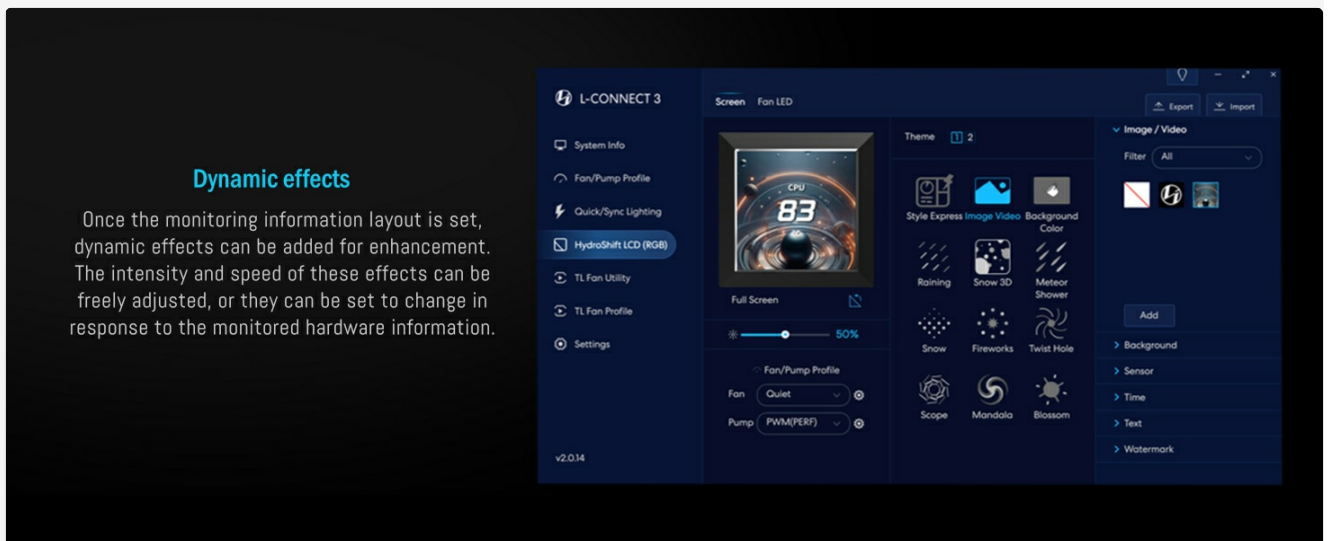 Dynamic effects
Once the monitoring information layout is set,
dynamic effects can be added for enhancement.
The intensity and speed of these effects can be
freely adjusted, or they can be set to change in
response to the monitored hardware information.
L-CONNECT 3
System Info
Fan/Pump Profile
Quick/Sync Lighting
HydroShift LCD (RGB)
TL Fan Utility
TL Fan Profile
Settings
v2.0.14
Screen Fan LED
Export Import
CPU
83
Full Screen
50%
Fan/Pump Profile
Fan Quiet
Pump PWM(PERF)
Theme 1 2
Style Express Image Video Background
Color
Raining Snow 3D Meteor
Shower
Snow Fireworks Twist Hole
Scope Mandala Blossom
Image / Video
Filter All
Add
Background
Sensor
Time
Text
Watermark